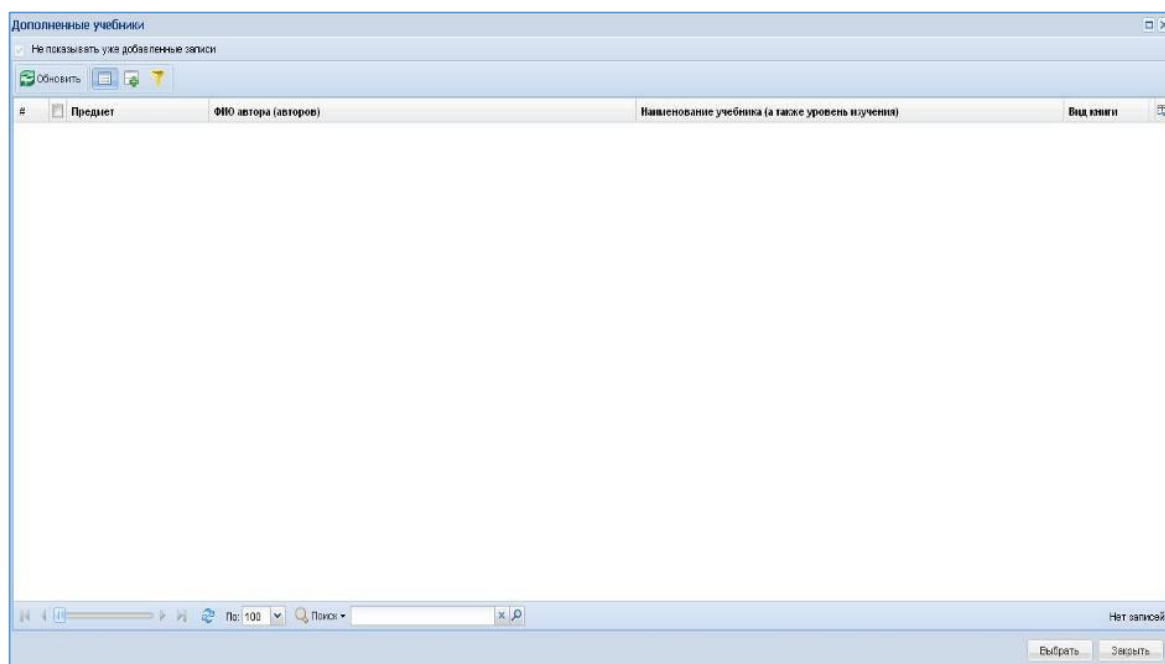 Дополненные учебники
Не показывать уже добавленные записи
Обновить
# Предмет ФИО автора (авторов) Наименование учебника (а также уровень изучения) Вид книги
По: 100 Поиск Нет записей
Выбрать Закрыть